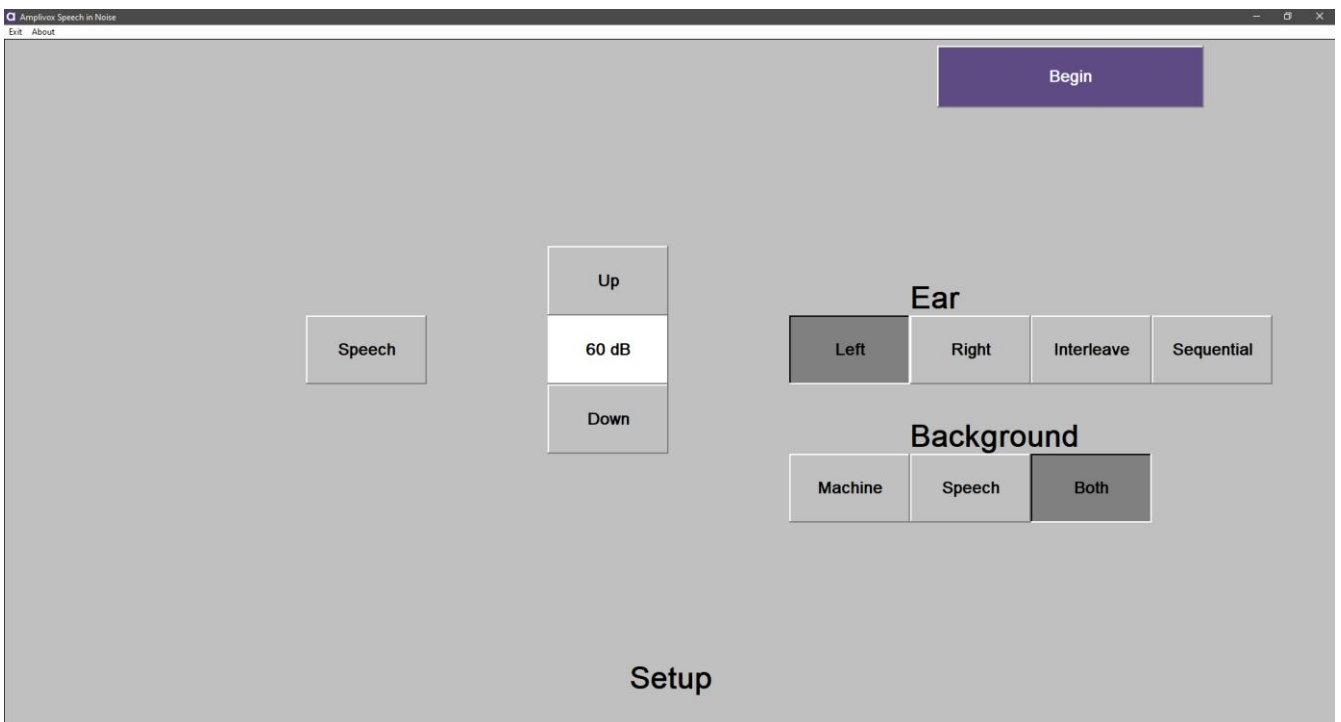 Amplivox Speech in Noise
Exit About
Begin
Up
Ear
Speech
60 dB
Left Right Interleave Sequential
Down
Background
Machine Speech Both
Setup